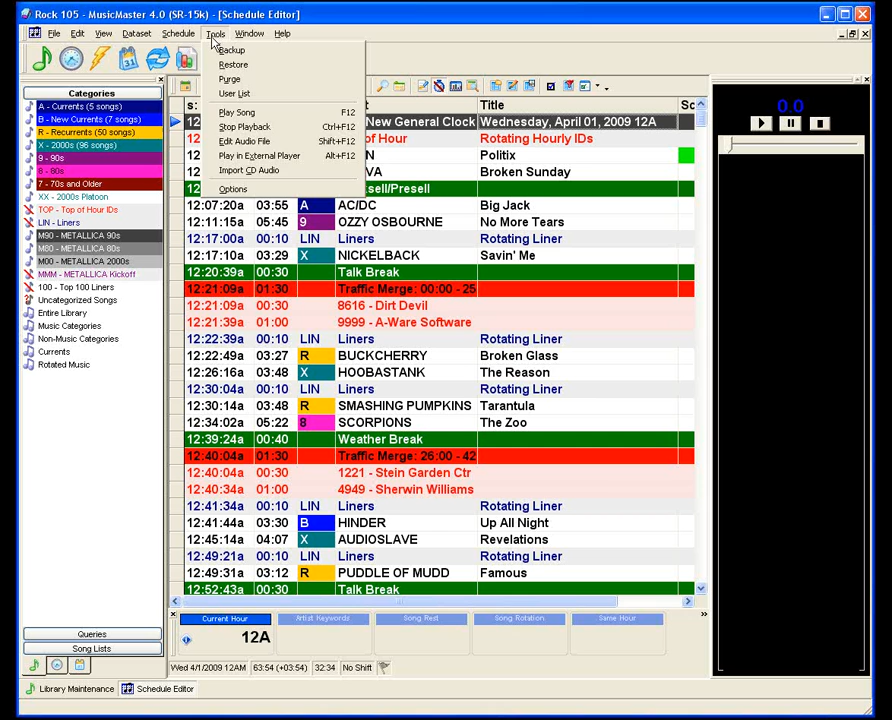 Rock 105 - MusicMaster 4.0 (SR-15k) - [Schedule Editor]
File Edit View Dataset Schedule Tools Window Help
Backup
Restore
Purge
User List
Play Song F12
Stop Playback Ctrl+F12
Edit Audio File Shift+F12
Play in External Player Alt+F12
Import CD Audio
Options
Categories
A - Currents (5 songs)
B - New Currents (7 songs)
R - Recurrents (50 songs)
X - 2000s (96 songs)
9 - 90s
8 - 80s
7 - 70s and Older
XX - 2000s Platoon
TOP - Top of Hour IDs
LIN - Liners
M90 - METALLICA 90s
M80 - METALLICA 80s
M00 - METALLICA 2000s
MMM - METALLICA Kickoff
100 - Top 100 Liners
Uncategorized Songs
Entire Library
Music Categories
Non-Music Categories
Currents
Rotated Music
Queries
Song Lists
s: t Title Sc
12 New General Clock Wednesday, April 01, 2009 12A
12 of Hour Rotating Hourly IDs
12 N Politix
12 VA Broken Sunday
12 sell/Presell
12:07:20a 03:55 A AC/DC Big Jack
12:11:15a 05:45 9 OZZY OSBOURNE No More Tears
12:17:00a 00:10 LIN Liners Rotating Liner
12:17:10a 03:29 X NICKELBACK Savin' Me
12:20:39a 00:30 Talk Break
12:21:09a 01:30 Traffic Merge: 00:00 - 25
12:21:09a 00:30 8616 - Dirt Devil
12:21:39a 01:00 9999 - A-Ware Software
12:22:39a 00:10 LIN Liners Rotating Liner
12:22:49a 03:27 R BUCKCHERRY Broken Glass
12:26:16a 03:48 X HOOBASTANK The Reason
12:30:04a 00:10 LIN Liners Rotating Liner
12:30:14a 03:48 R SMASHING PUMPKINS Tarantula
12:34:02a 05:22 8 SCORPIONS The Zoo
12:39:24a 00:40 Weather Break
12:40:04a 01:30 Traffic Merge: 26:00 - 42
12:40:04a 00:30 1221 - Stein Garden Ctr
12:40:34a 01:00 4949 - Sherwin Williams
12:41:34a 00:10 LIN Liners Rotating Liner
12:41:44a 03:30 B HINDER Up All Night
12:45:14a 04:07 X AUDIOSLAVE Revelations
12:49:21a 00:10 LIN Liners Rotating Liner
12:49:31a 03:12 R PUDDLE OF MUDD Famous
12:52:43a 00:30 Talk Break
0.0
Current Hour Artist Keywords Song Rest Song Rotation Same Hour
12A
Wed 4/1/2009 12AM 63:54 (+03:54) 32:34 No Shift
Library Maintenance Schedule Editor